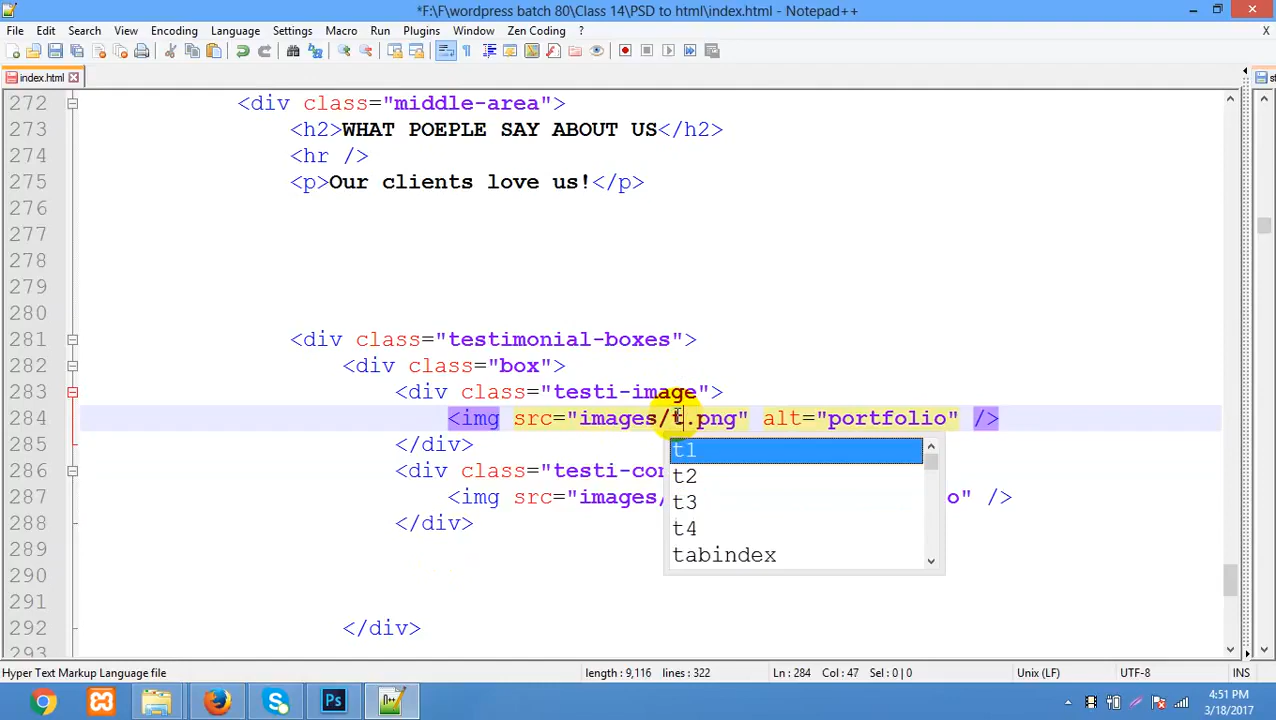 *F:\F\wordpress batch 80\Class 14\PSD to html\index.html - Notepad++
File Edit Search View Encoding Language Settings Macro Run Plugins Window Zen Coding ? X
index.html st
272 <div class="middle-area">
273 <h2>WHAT POEPLE SAY ABOUT US</h2>
274 <hr />
275 <p>Our clients love us!</p>
276
277
278
279
280
281 <div class="testimonial-boxes">
282 <div class="box">
283 <div class="testi-image">
284 <img src="images/t.png" alt="portfolio" />
285 </div>
286 <div class="testi-con
287 <img src="images/ o" />
288 </div>
289
290
291
292 </div>
293
t1
t2
t3
t4
tabindex
Hyper Text Markup Language file length : 9,116 lines : 322 Ln : 284 Col : 47 Sel : 0 | 0 Unix (LF) UTF-8 INS
Ps
4:51 PM
3/18/2017